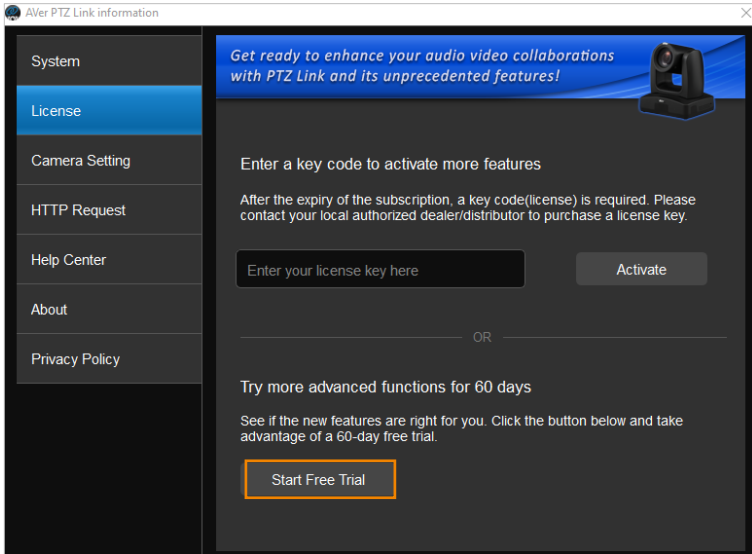 AVer PTZ Link information
System
License
Camera Setting
HTTP Request
Help Center
About
Privacy Policy
Get ready to enhance your audio video collaborations
with PTZ Link and its unprecedented features!
Enter a key code to activate more features
After the expiry of the subscription, a key code(license) is required. Please
contact your local authorized dealer/distributor to purchase a license key.
Enter your license key here
Activate
OR
Try more advanced functions for 60 days
See if the new features are right for you. Click the button below and take
advantage of a 60-day free trial.
Start Free Trial